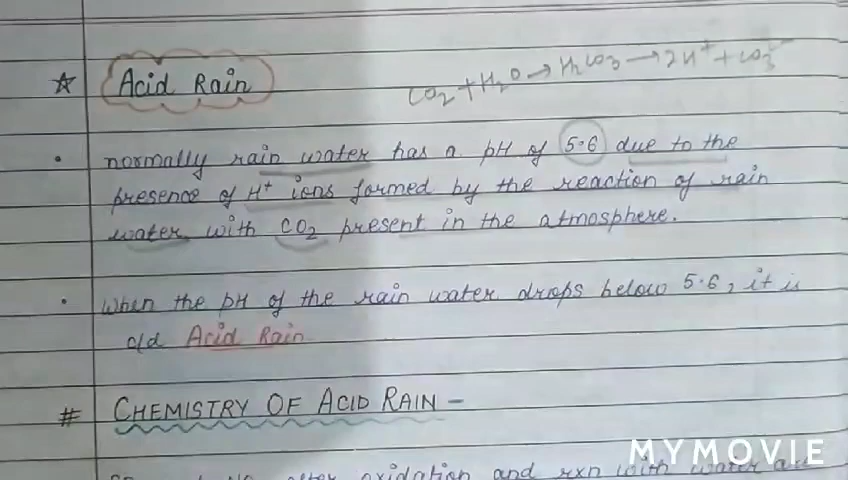 ☆ Acid Rain
CO2 + H2O → H2CO3 → 2H+ + CO3
• normally rain water has a pH of 5.6 due to the
presence of H+ ions formed by the reaction of rain
water with CO2 present in the atmosphere.
• When the pH of the rain water drops below 5.6, it is
c/d Acid Rain
# CHEMISTRY OF ACID RAIN -
after oxidation and rxn with water are
MYMOVIE